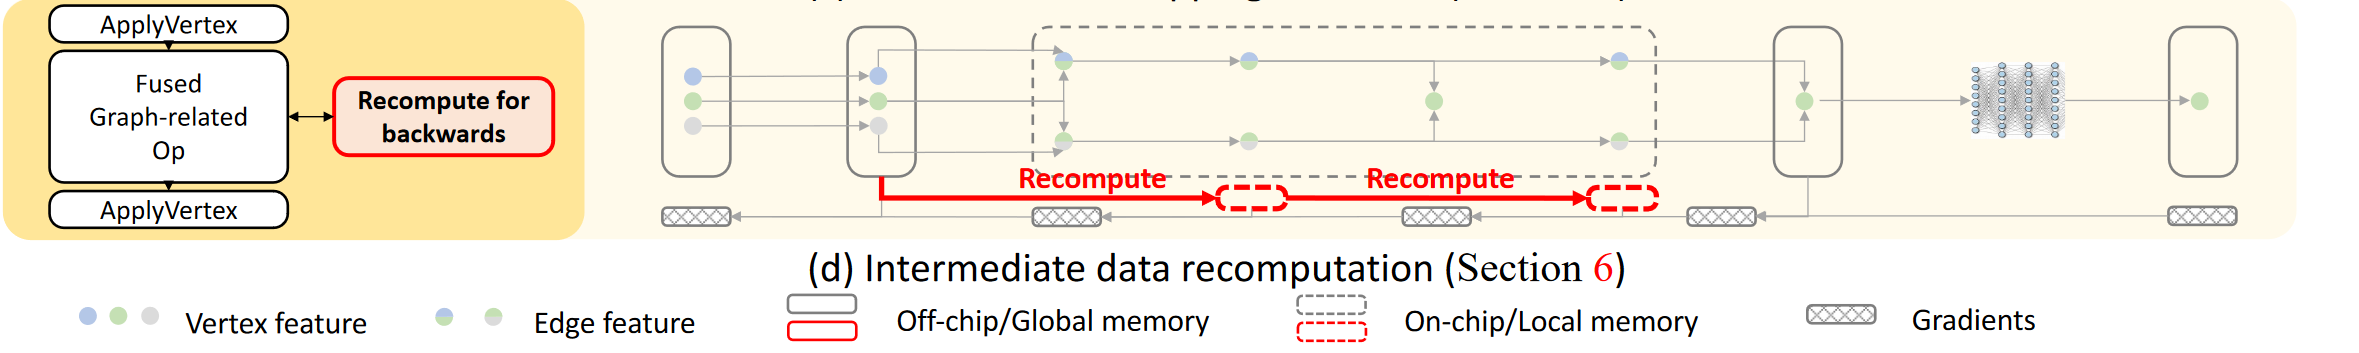 ApplyVertex
Fused
Graph-related
Op
ApplyVertex
Recompute for
backwards
Recompute
Recompute
(d) Intermediate data recomputation (Section 6)
Vertex feature
Edge feature
Off-chip/Global memory
On-chip/Local memory
Gradients